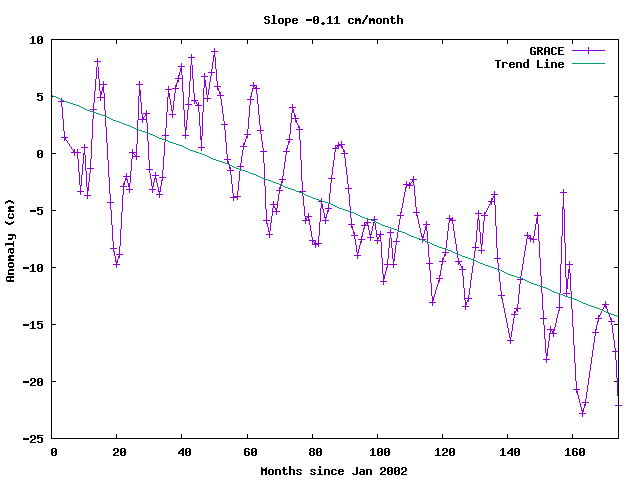 Slope -0.11 cm/month
10
GRACE
Trend Line
5
0
-5
-10
-15
-20
-25
Anomaly (cm)
0 20 40 60 80 100 120 140 160
Months since Jan 2002